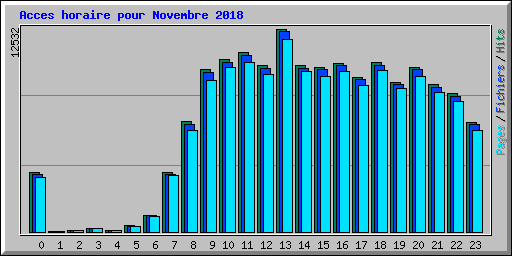 Acces horaire pour Novembre 2018
12532
Pages/Fichiers/Hits
0 1 2 3 4 5 6 7 8 9 10 11 12 13 14 15 16 17 18 19 20 21 22 23